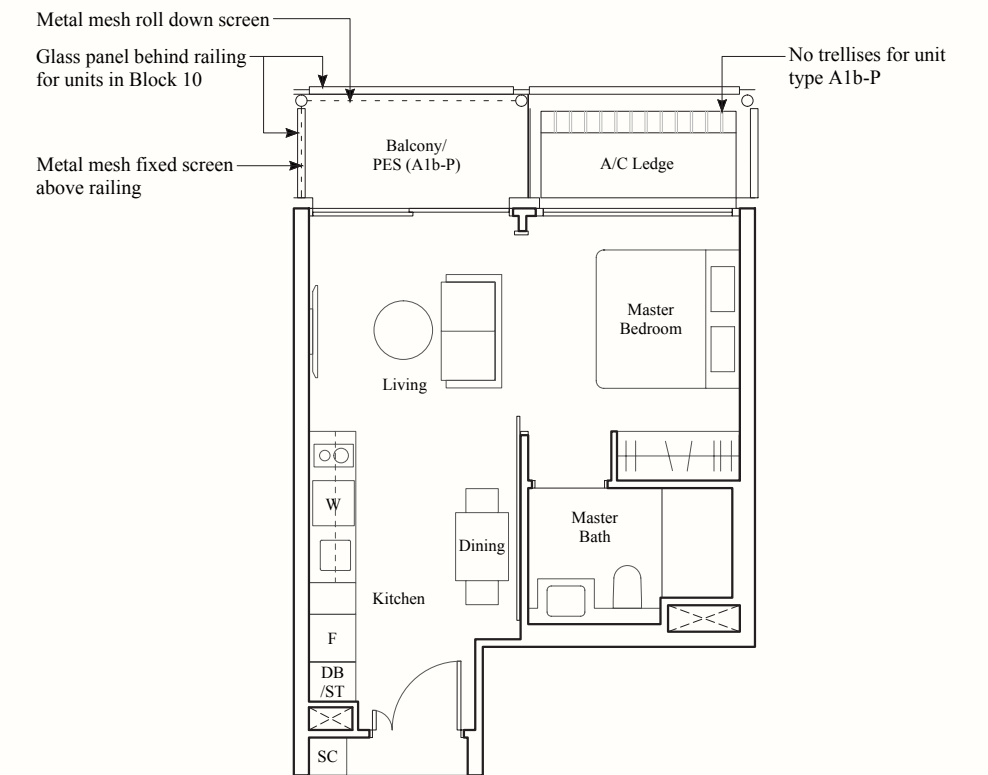 Metal mesh roll down screen
Glass panel behind railing
for units in Block 10
No trellises for unit
type A1b-P
Metal mesh fixed screen
above railing
Balcony/
PES (A1b-P)
A/C Ledge
Master
Bedroom
Living
W
Dining
Master
Bath
Kitchen
F
DB
/ST
SC